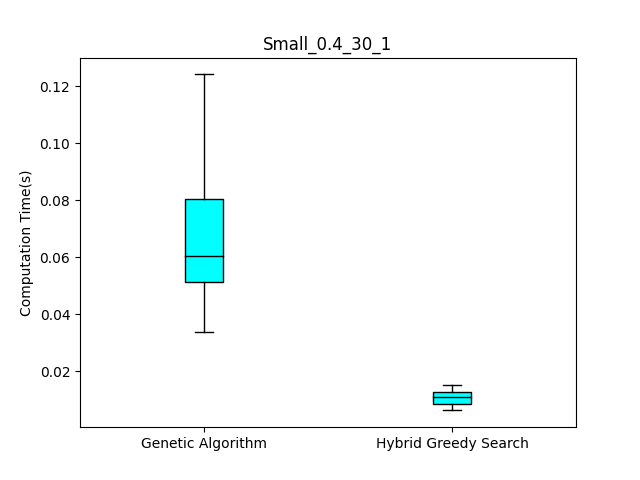 Small_0.4_30_1
Computation Time(s)
0.12
0.10
0.08
0.06
0.04
0.02
Genetic Algorithm
Hybrid Greedy Search